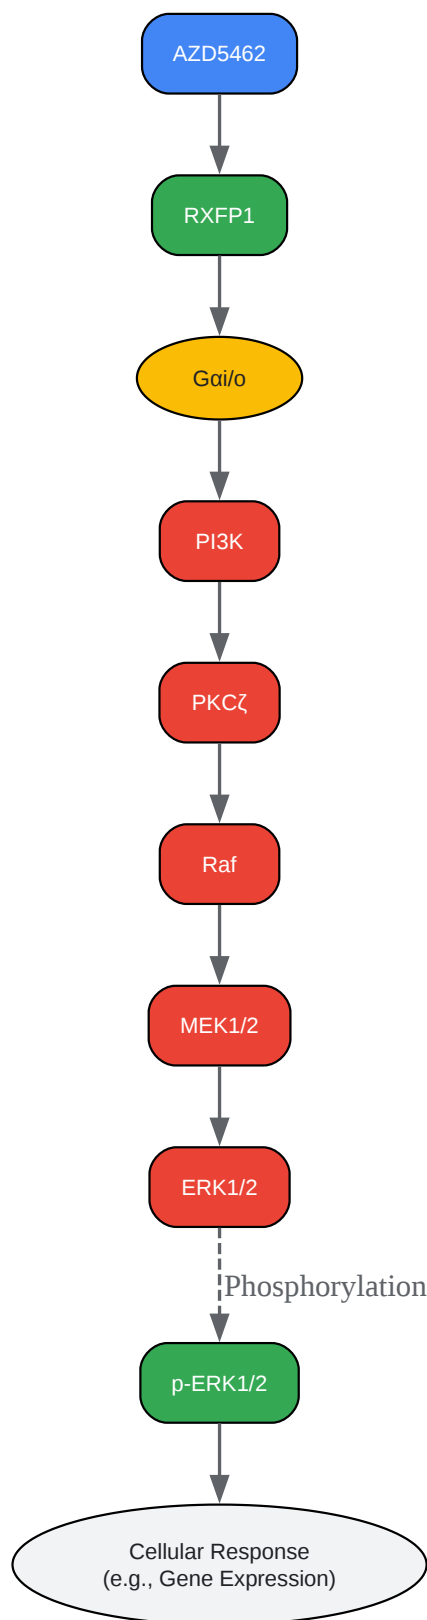 AZD5462
RXFP1
Gαi/o
PI3K
PKCζ
Raf
MEK1/2
ERK1/2
Phosphorylation
p-ERK1/2
Cellular Response
(e.g., Gene Expression)